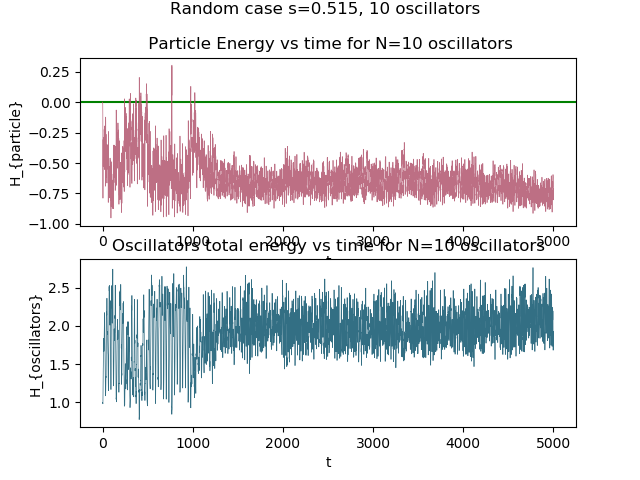 Random case s=0.515, 10 oscillators
Particle Energy vs time for N=10 oscillators
H_{particle}
0.25
0.00
−0.25
−0.50
−0.75
−1.00
0 1000 2000 3000 4000 5000
t
Oscillators total energy vs time for N=10 oscillators
H_{oscillators}
2.5
2.0
1.5
1.0
0 1000 2000 3000 4000 5000
t